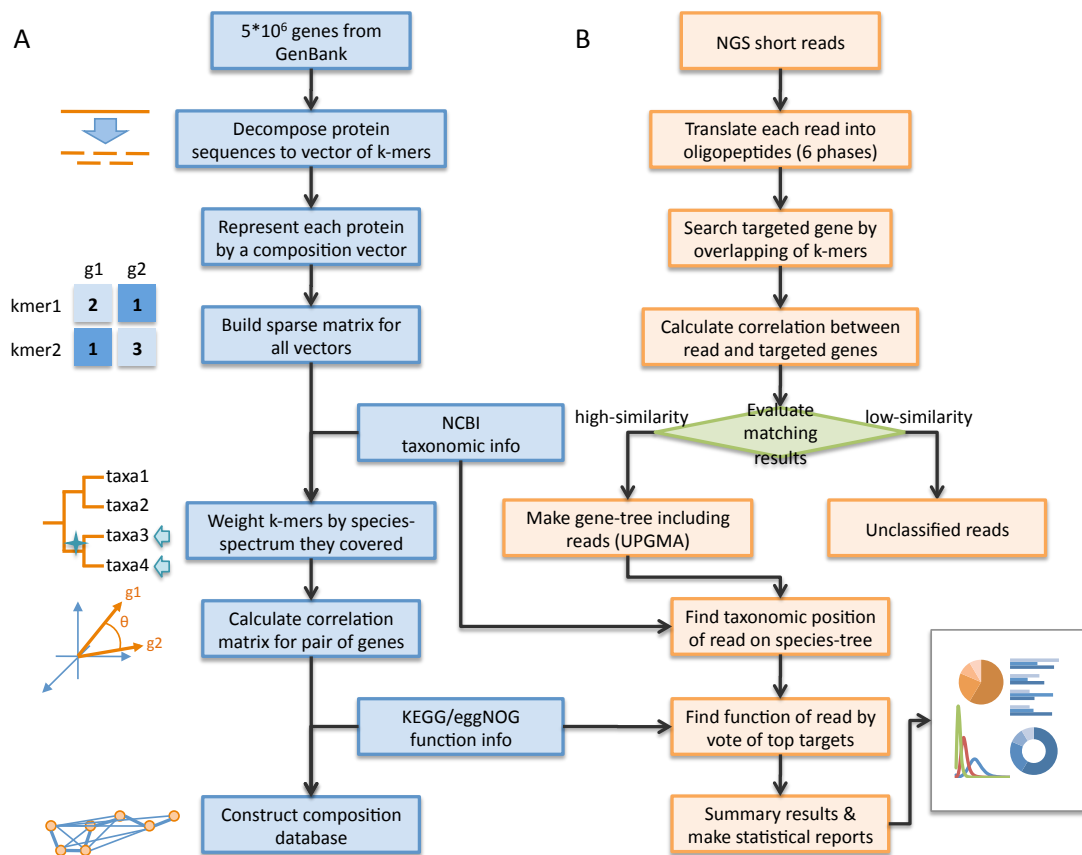 A
5*10⁶ genes from
GenBank
Decompose protein
sequences to vector of k-mers
Represent each protein
by a composition vector
g1 g2
kmer1 2 1
kmer2 1 3
Build sparse matrix for
all vectors
NCBI
taxonomic info
taxa1
taxa2
taxa3
taxa4
Weight k-mers by species-
spectrum they covered
g1
θ
g2
Calculate correlation
matrix for pair of genes
KEGG/eggNOG
function info
Construct composition
database
B
NGS short reads
Translate each read into
oligopeptides (6 phases)
Search targeted gene by
overlapping of k-mers
Calculate correlation between
read and targeted genes
high-similarity
Evaluate
matching
results
low-similarity
Make gene-tree including
reads (UPGMA)
Unclassified reads
Find taxonomic position
of read on species-tree
Find function of read by
vote of top targets
Summary results &
make statistical reports